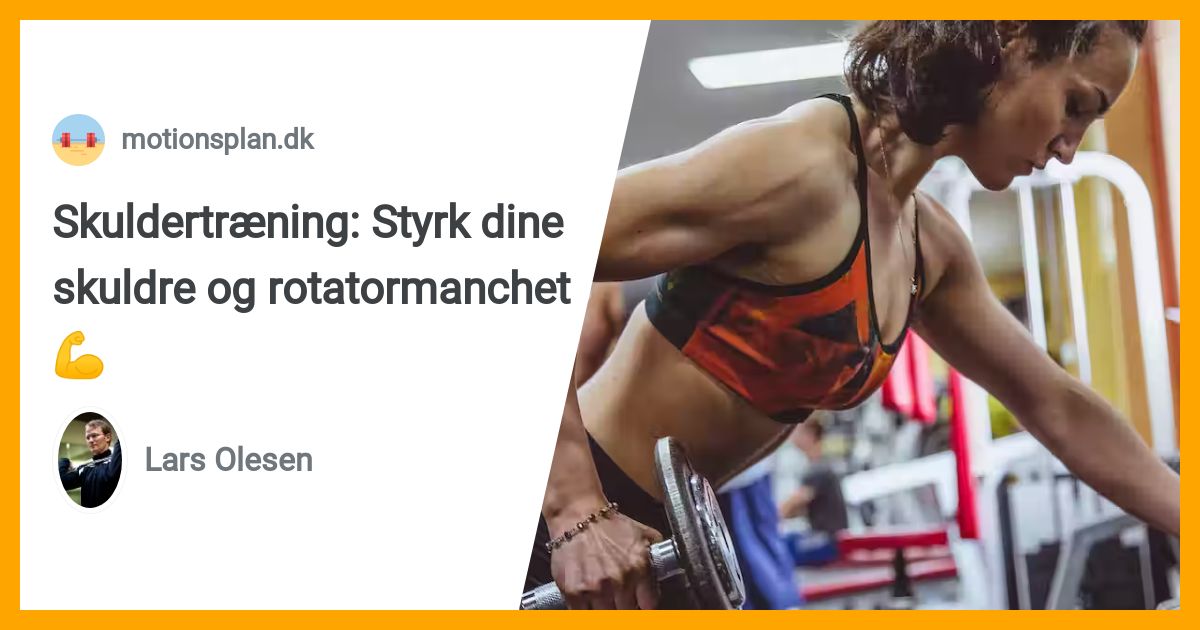 motionsplan.dk
Skuldertræning: Styrk dine
skuldre og rotatormanchet
💪
Lars Olesen